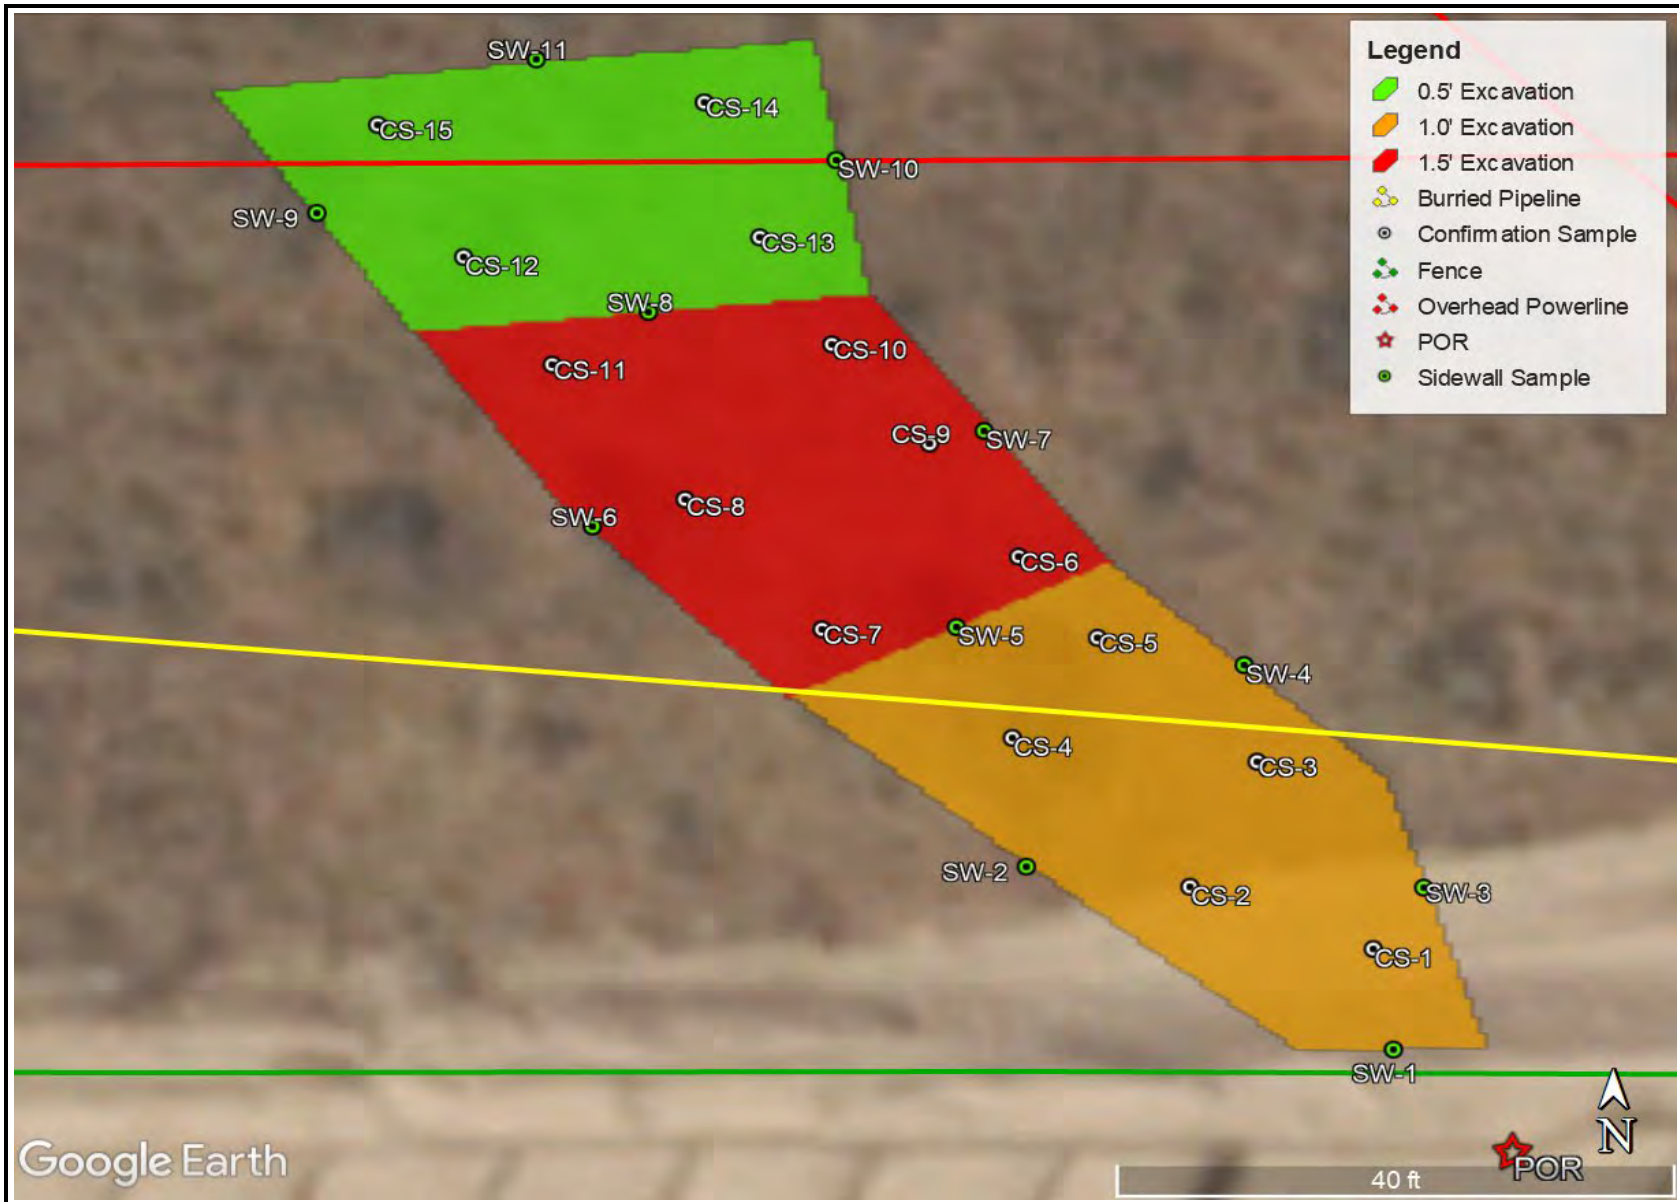 Legend
0.5' Excavation
1.0' Excavation
1.5' Excavation
Burried Pipeline
Confirmation Sample
Fence
Overhead Powerline
POR
Sidewall Sample
SW-11
CS-14
CS-15
SW-10
SW-9
CS-13
CS-12
SW-8
CS-10
CS-11
CS-9
SW-7
CS-8
SW-6
CS-6
CS-7
SW-5
CS-5
SW-4
CS-4
CS-3
SW-2
CS-2
SW-3
CS-1
SW-1
N
POR
Google Earth
40 ft